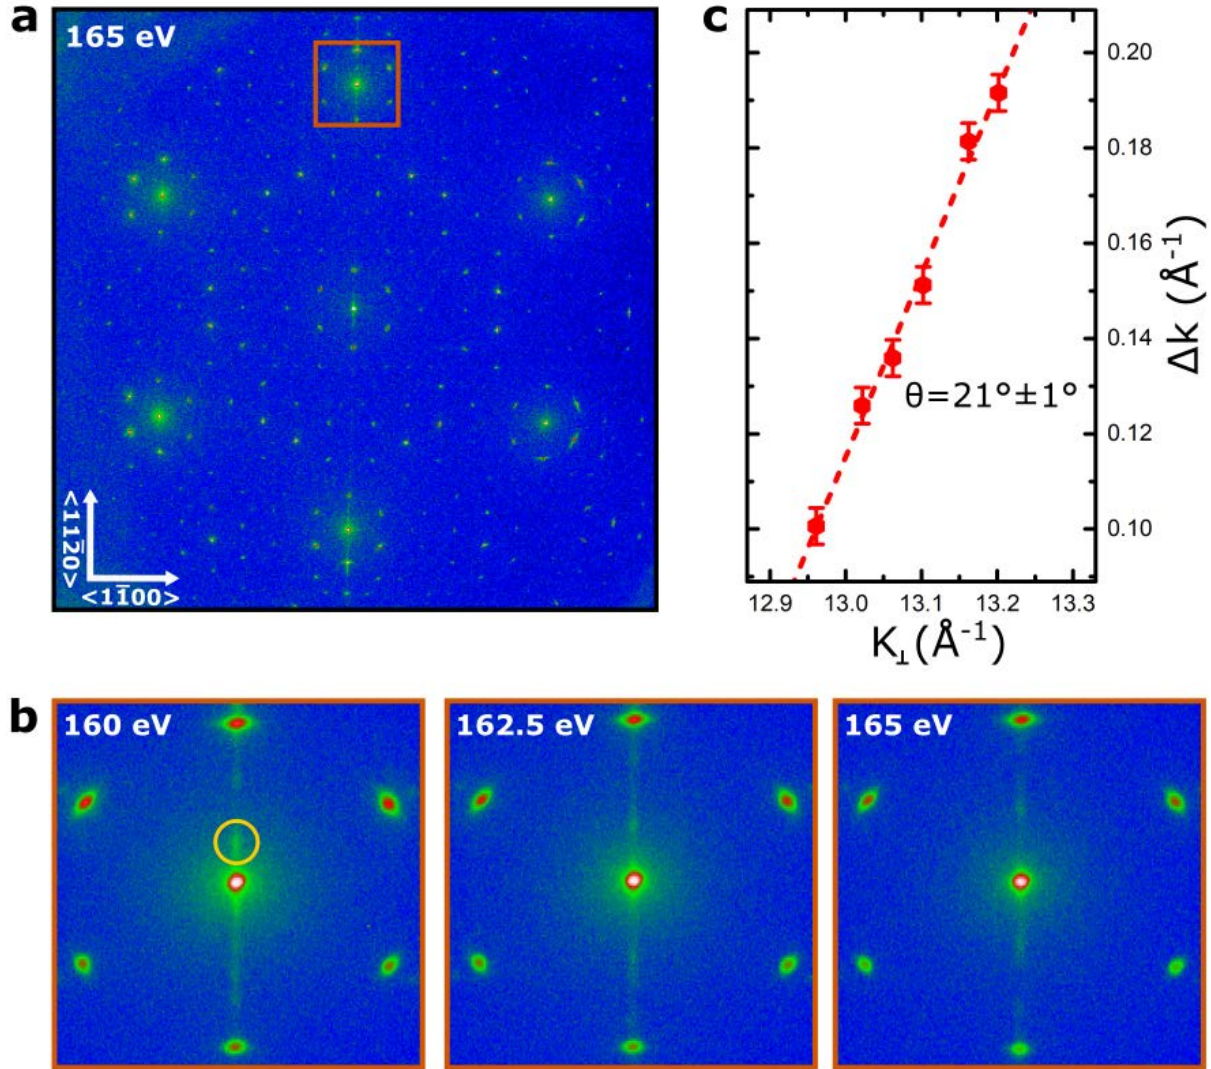 a
165 eV
<112̅0>
<11̅00>
c
0.20
0.18
0.16
0.14
0.12
0.10
Δk (Å⁻¹)
θ=21°±1°
12.9 13.0 13.1 13.2 13.3
K⊥(Å⁻¹)
b
160 eV
162.5 eV
165 eV